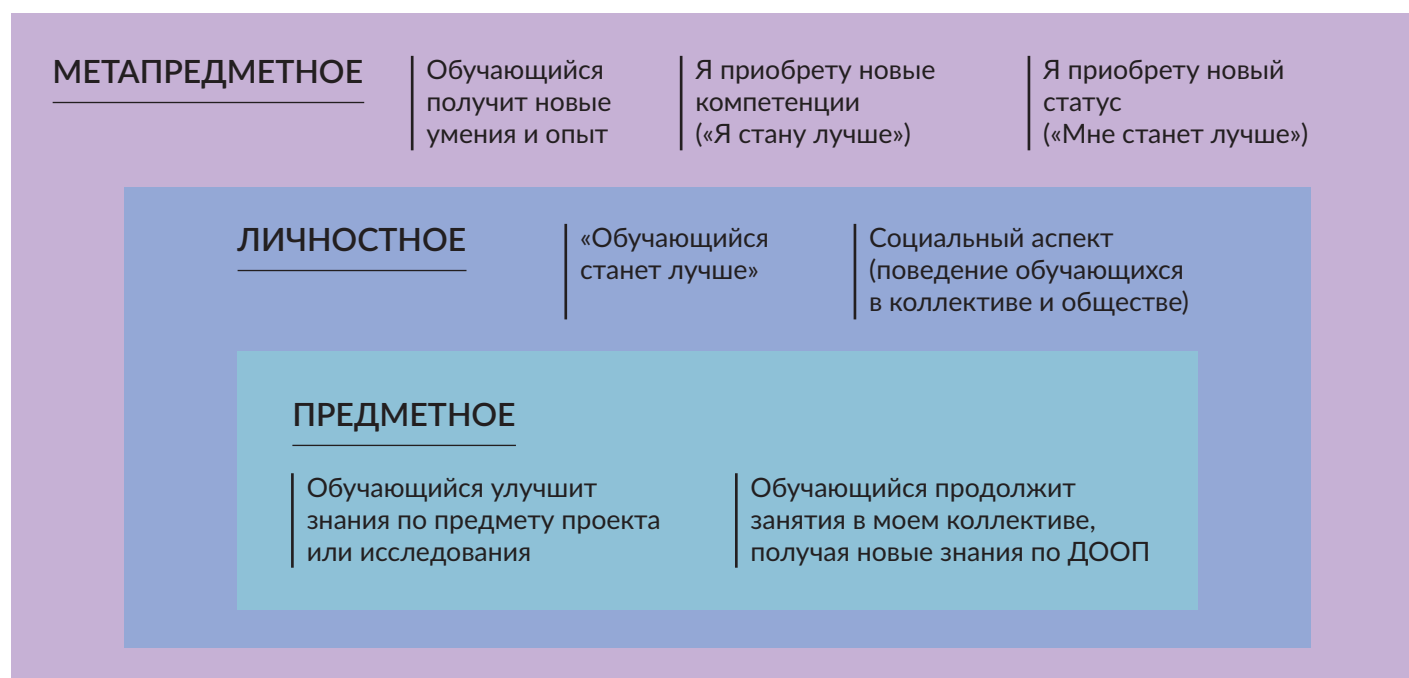 МЕТАПРЕДМЕТНОЕ
Обучающийся
получит новые
умения и опыт
Я приобрету новые
компетенции
(«Я стану лучше»)
Я приобрету новый
статус
(«Мне станет лучше»)
ЛИЧНОСТНОЕ
«Обучающийся
станет лучше»
Социальный аспект
(поведение обучающихся
в коллективе и обществе)
ПРЕДМЕТНОЕ
Обучающийся улучшит
знания по предмету проекта
или исследования
Обучающийся продолжит
занятия в моем коллективе,
получая новые знания по ДООП